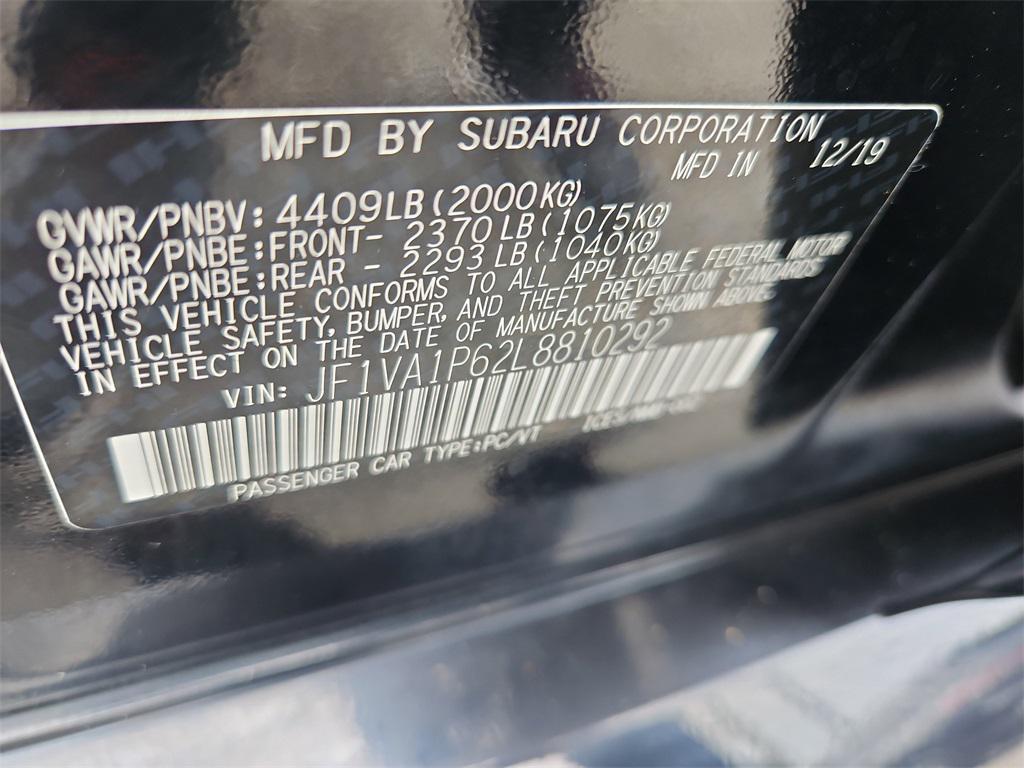 MFD BY SUBARU CORPORATION
MFD IN 12/19
GVWR/PNBV: 4409LB(2000KG)
GAWR/PNBE:FRONT- 2370LB(1075KG)
GAWR/PNBE:REAR - 2293LB(1040KG)
THIS VEHICLE CONFORMS TO ALL APPLICABLE FEDERAL MOTOR
VEHICLE SAFETY, BUMPER, AND THEFT PREVENTION STANDARDS
IN EFFECT ON THE DATE OF MANUFACTURE SHOWN ABOVE
VIN: JF1VA1P62L8810292
PASSENGER CAR TYPE:PC/VT